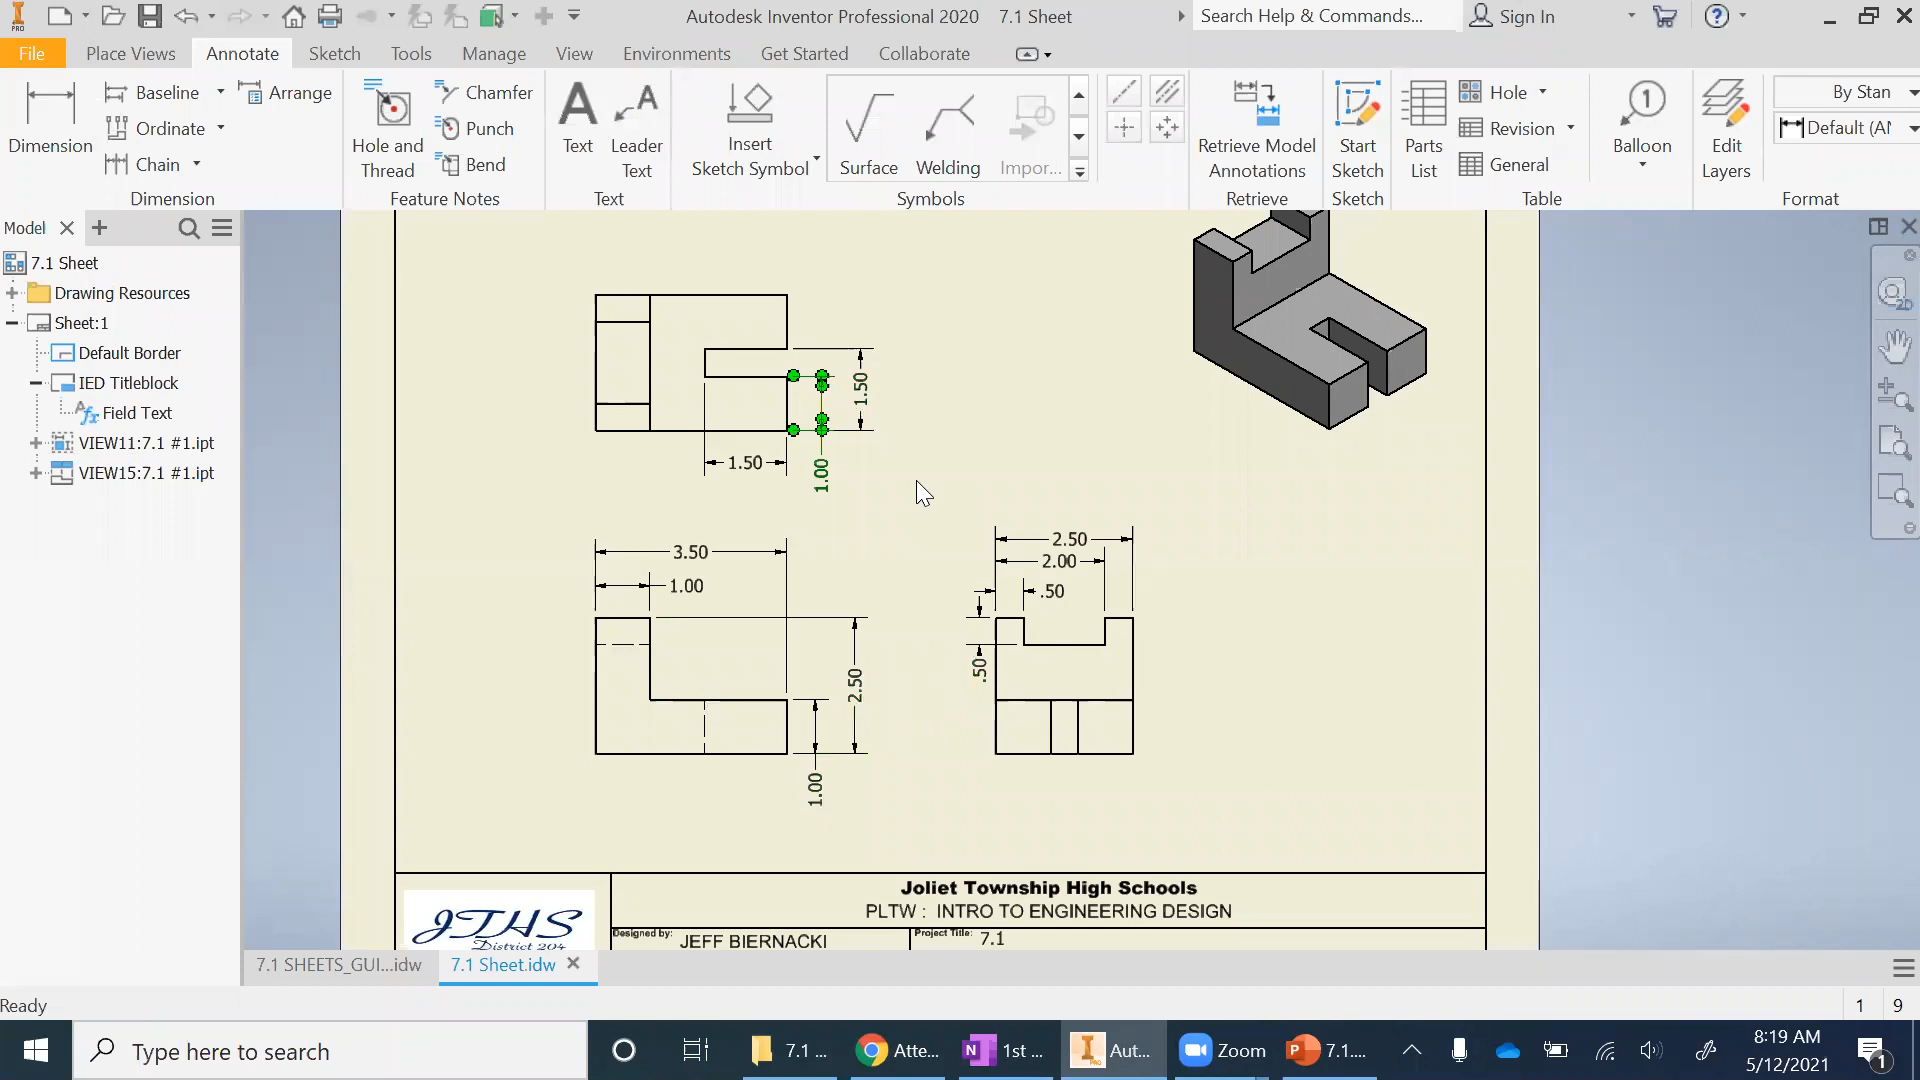 PRO
Autodesk Inventor Professional 2020 7.1 Sheet
Search Help & Commands...
Sign In
File
Place Views
Annotate
Sketch
Tools
Manage
View
Environments
Get Started
Collaborate
Dimension
Baseline
Ordinate
Chain
Arrange
Dimension
Hole and
Thread
Chamfer
Punch
Bend
Feature Notes
Text
Leader
Text
Text
Insert
Sketch Symbol
Surface
Welding
Impor...
Symbols
Retrieve Model
Annotations
Retrieve
Start
Sketch
Sketch
Parts
List
Hole
Revision
General
Table
Balloon
Edit
Layers
By Stan
Default (AN
Format
Model
7.1 Sheet
Drawing Resources
Sheet:1
Default Border
IED Titleblock
Field Text
VIEW11:7.1 #1.ipt
VIEW15:7.1 #1.ipt
2D
1.50
1.50
1.00
3.50
1.00
2.50
1.00
2.50
2.00
.50
.50
JTHS
District 204
Joliet Township High Schools
PLTW : INTRO TO ENGINEERING DESIGN
Designed by: JEFF BIERNACKI
Project Title: 7.1
7.1 SHEETS_GUI...idw
7.1 Sheet.idw
Ready
1 9
Type here to search
7.1 ...
Atte...
1st ...
Aut...
Zoom
7.1....
8:19 AM
5/12/2021
1